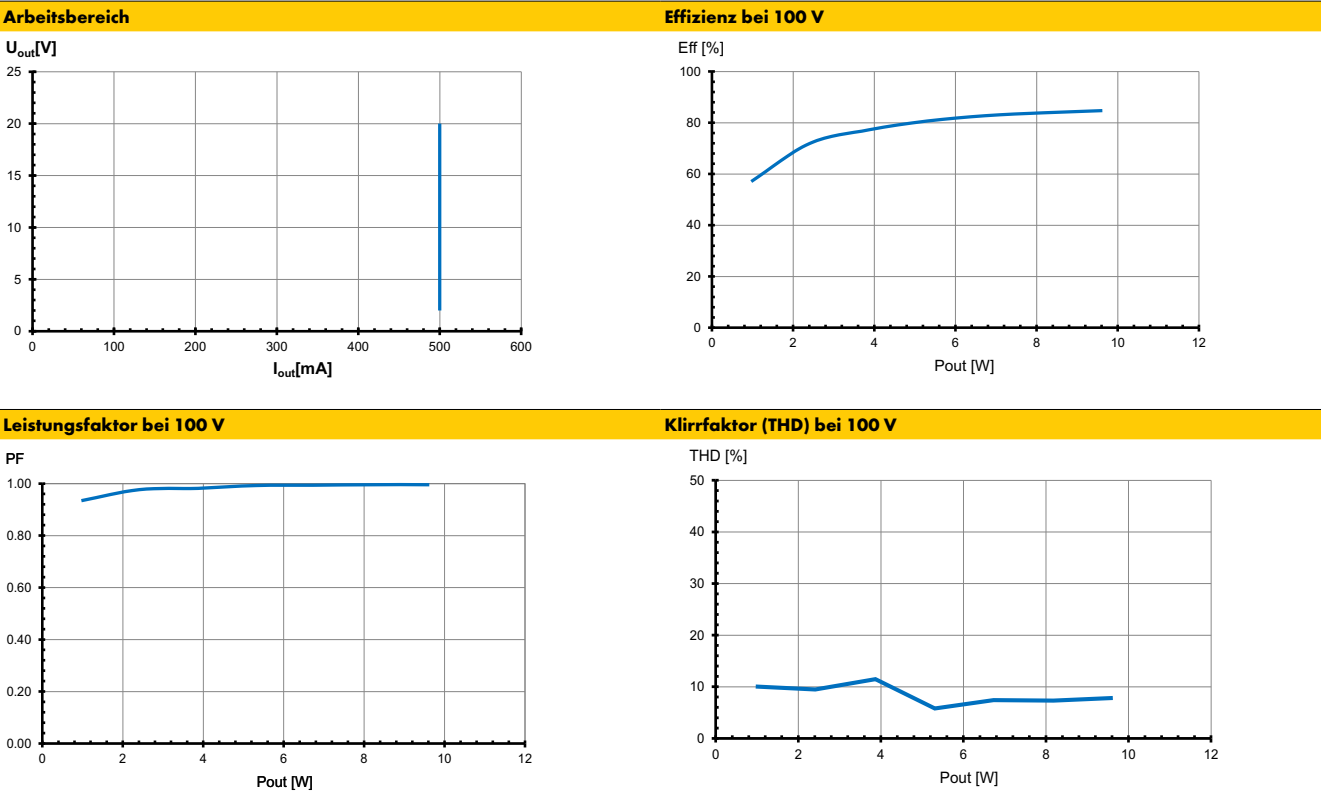 Arbeitsbereich
Effizienz bei 100 V
Uout[V]
25
20
15
10
5
0
0 100 200 300 400 500 600
Iout[mA]
Eff [%]
100
80
60
40
20
0
0 2 4 6 8 10 12
Pout [W]
Leistungsfaktor bei 100 V
Klirrfaktor (THD) bei 100 V
PF
1.00
0.80
0.60
0.40
0.20
0.00
0 2 4 6 8 10 12
Pout [W]
THD [%]
50
40
30
20
10
0
0 2 4 6 8 10 12
Pout [W]